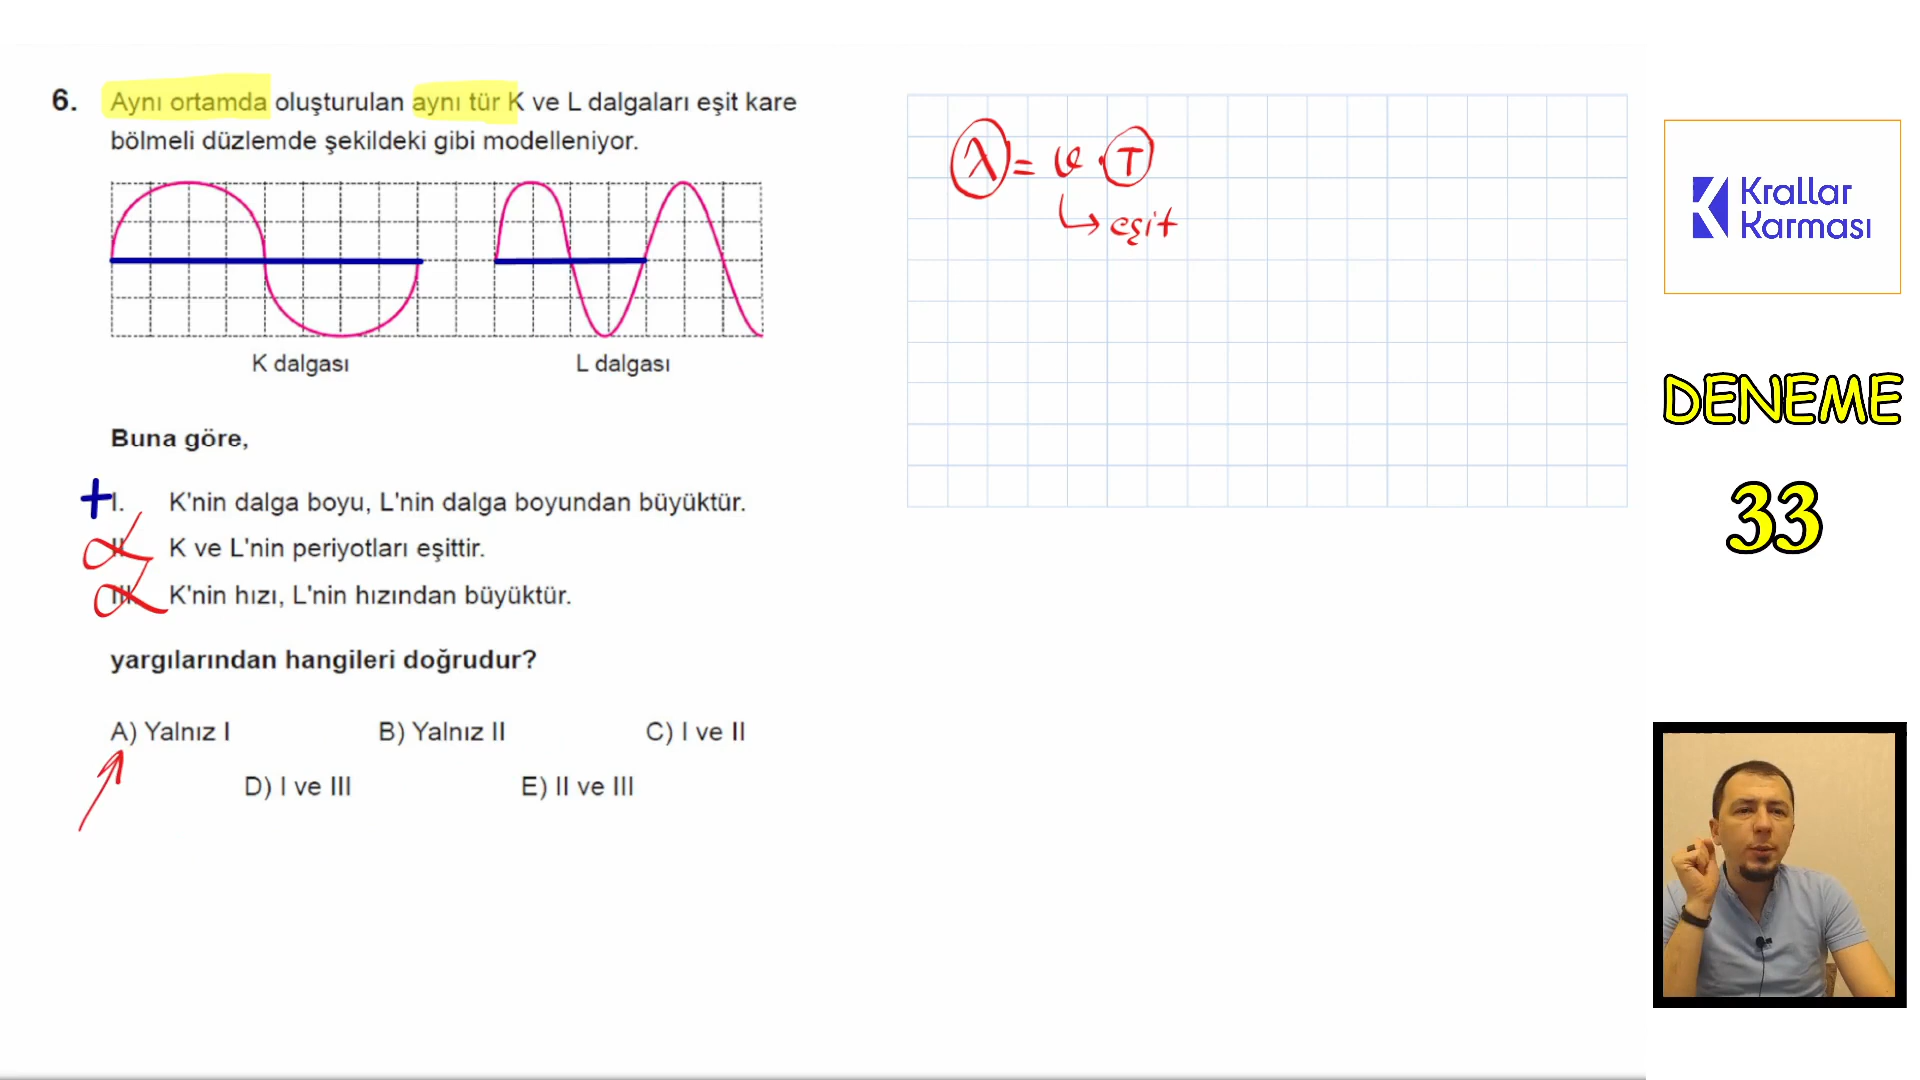 6. Aynı ortamda oluşturulan aynı tür K ve L dalgaları eşit kare
bölmeli düzlemde şekildeki gibi modelleniyor.
K dalgası
L dalgası
Buna göre,
+ I. K'nin dalga boyu, L'nin dalga boyundan büyüktür.
II. K ve L'nin periyotları eşittir.
III. K'nin hızı, L'nin hızından büyüktür.
yargılarından hangileri doğrudur?
A) Yalnız I B) Yalnız II C) I ve II
D) I ve III E) II ve III
λ = υ · T
eşit
Krallar
Karması
DENEME
33